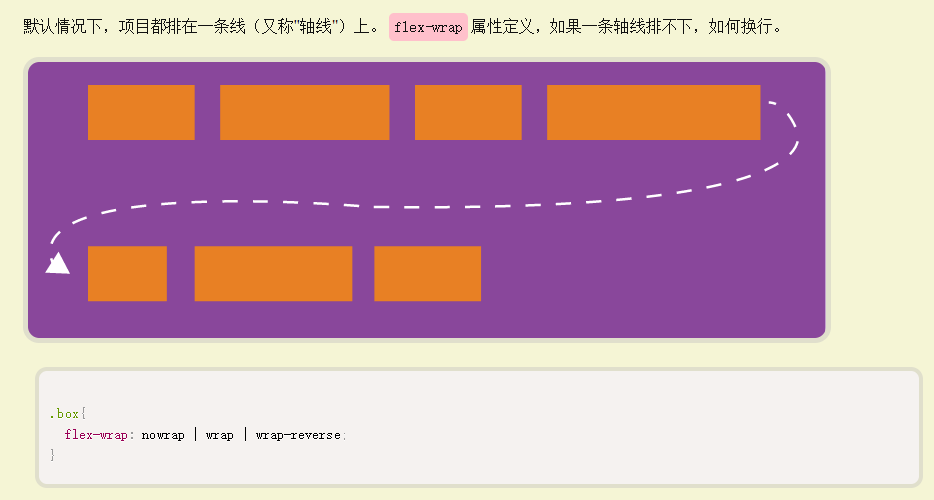 默认情况下，项目都排在一条线（又称"轴线"）上。 flex-wrap 属性定义，如果一条轴线排不下，如何换行。
.box{
  flex-wrap: nowrap | wrap | wrap-reverse;
}